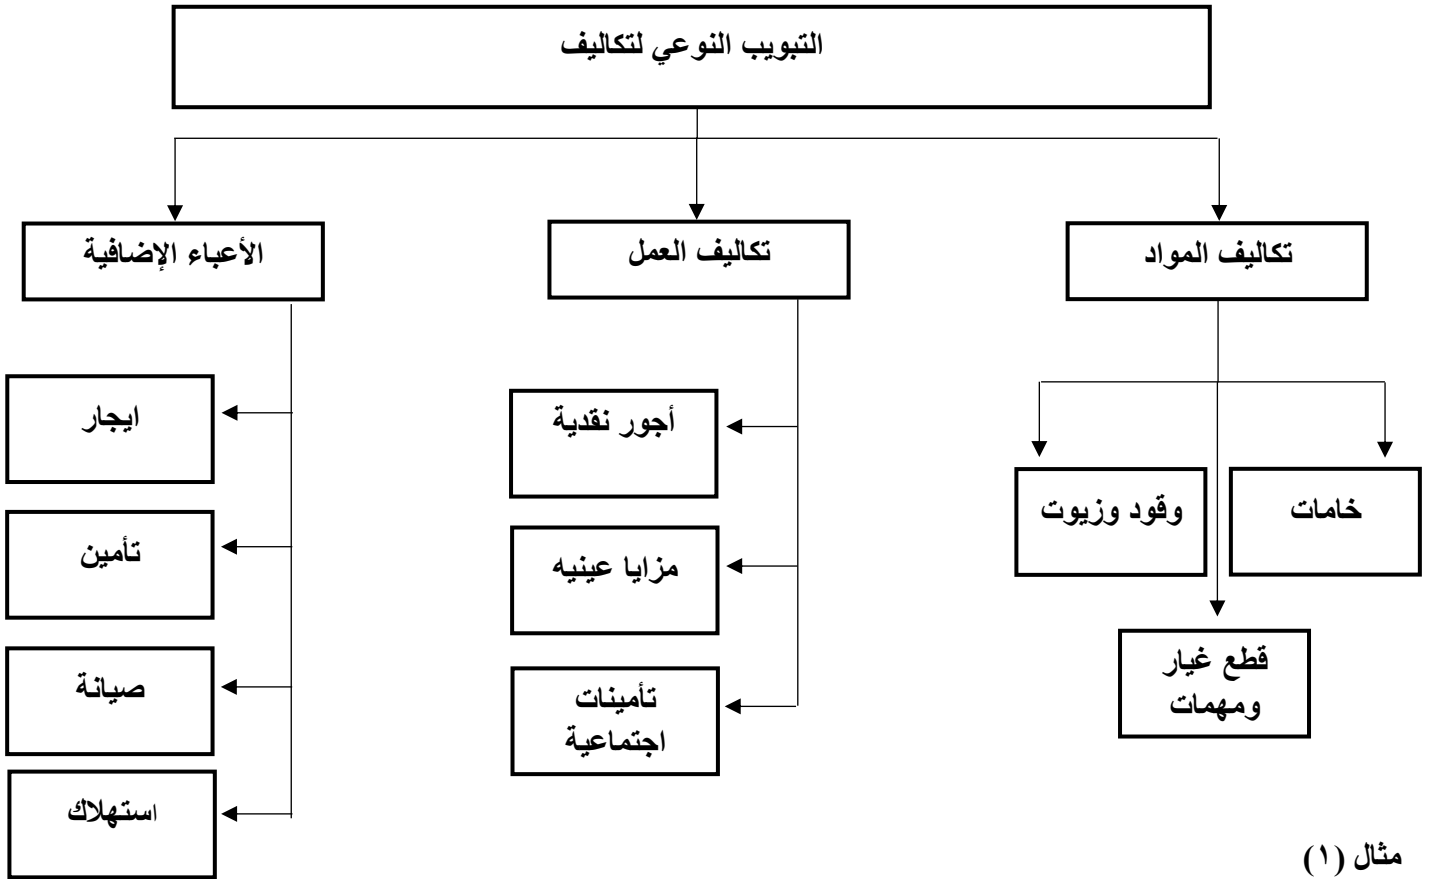 التبويب النوعي لتكاليف
تكاليف المواد
تكاليف العمل
الأعباء الإضافية
خامات
وقود وزيوت
قطع غيار
ومهمات
أجور نقدية
مزايا عينيه
تأمينات
اجتماعية
ايجار
تأمين
صيانة
استهلاك
مثال (١)